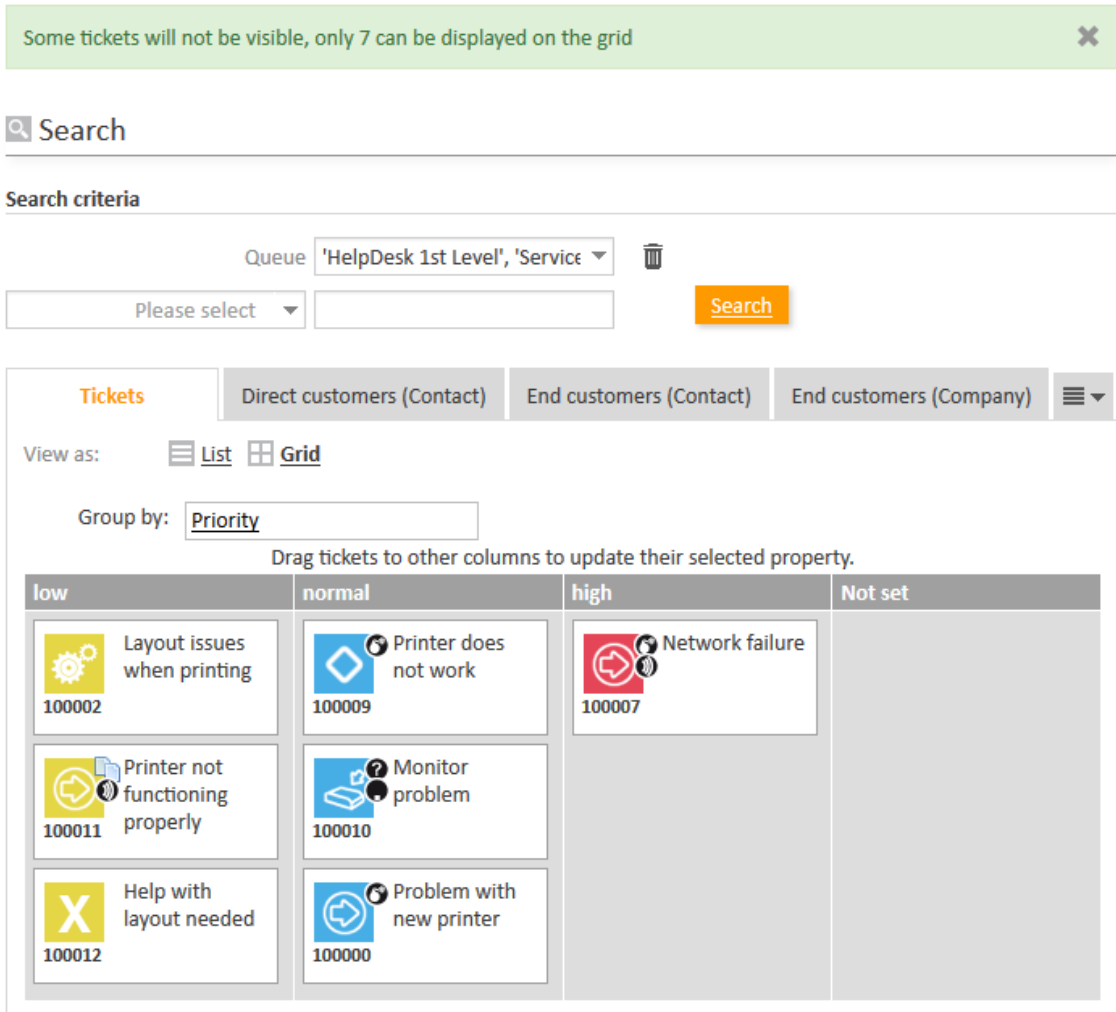 Some tickets will not be visible, only 7 can be displayed on the grid
Search
Search criteria
Queue 'HelpDesk 1st Level', 'Service
Please select Search
Tickets Direct customers (Contact) End customers (Contact) End customers (Company)
View as: List Grid
Group by: Priority
Drag tickets to other columns to update their selected property.
low normal high Not set
Layout issues
when printing
100002
Printer does
not work
100009
Network failure
100007
Printer not
functioning
properly
100011
Monitor
problem
100010
Help with
layout needed
X
100012
Problem with
new printer
100000